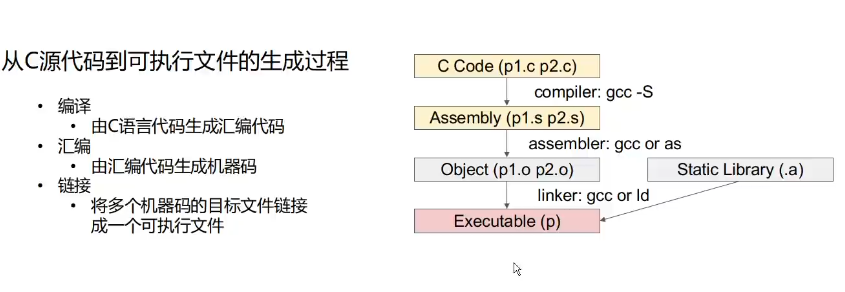 从C源代码到可执行文件的生成过程
• 编译
• 由C语言代码生成汇编代码
• 汇编
• 由汇编代码生成机器码
• 链接
• 将多个机器码的目标文件链接
成一个可执行文件
C Code (p1.c p2.c)
compiler: gcc -S
Assembly (p1.s p2.s)
assembler: gcc or as
Object (p1.o p2.o)
Static Library (.a)
linker: gcc or ld
Executable (p)